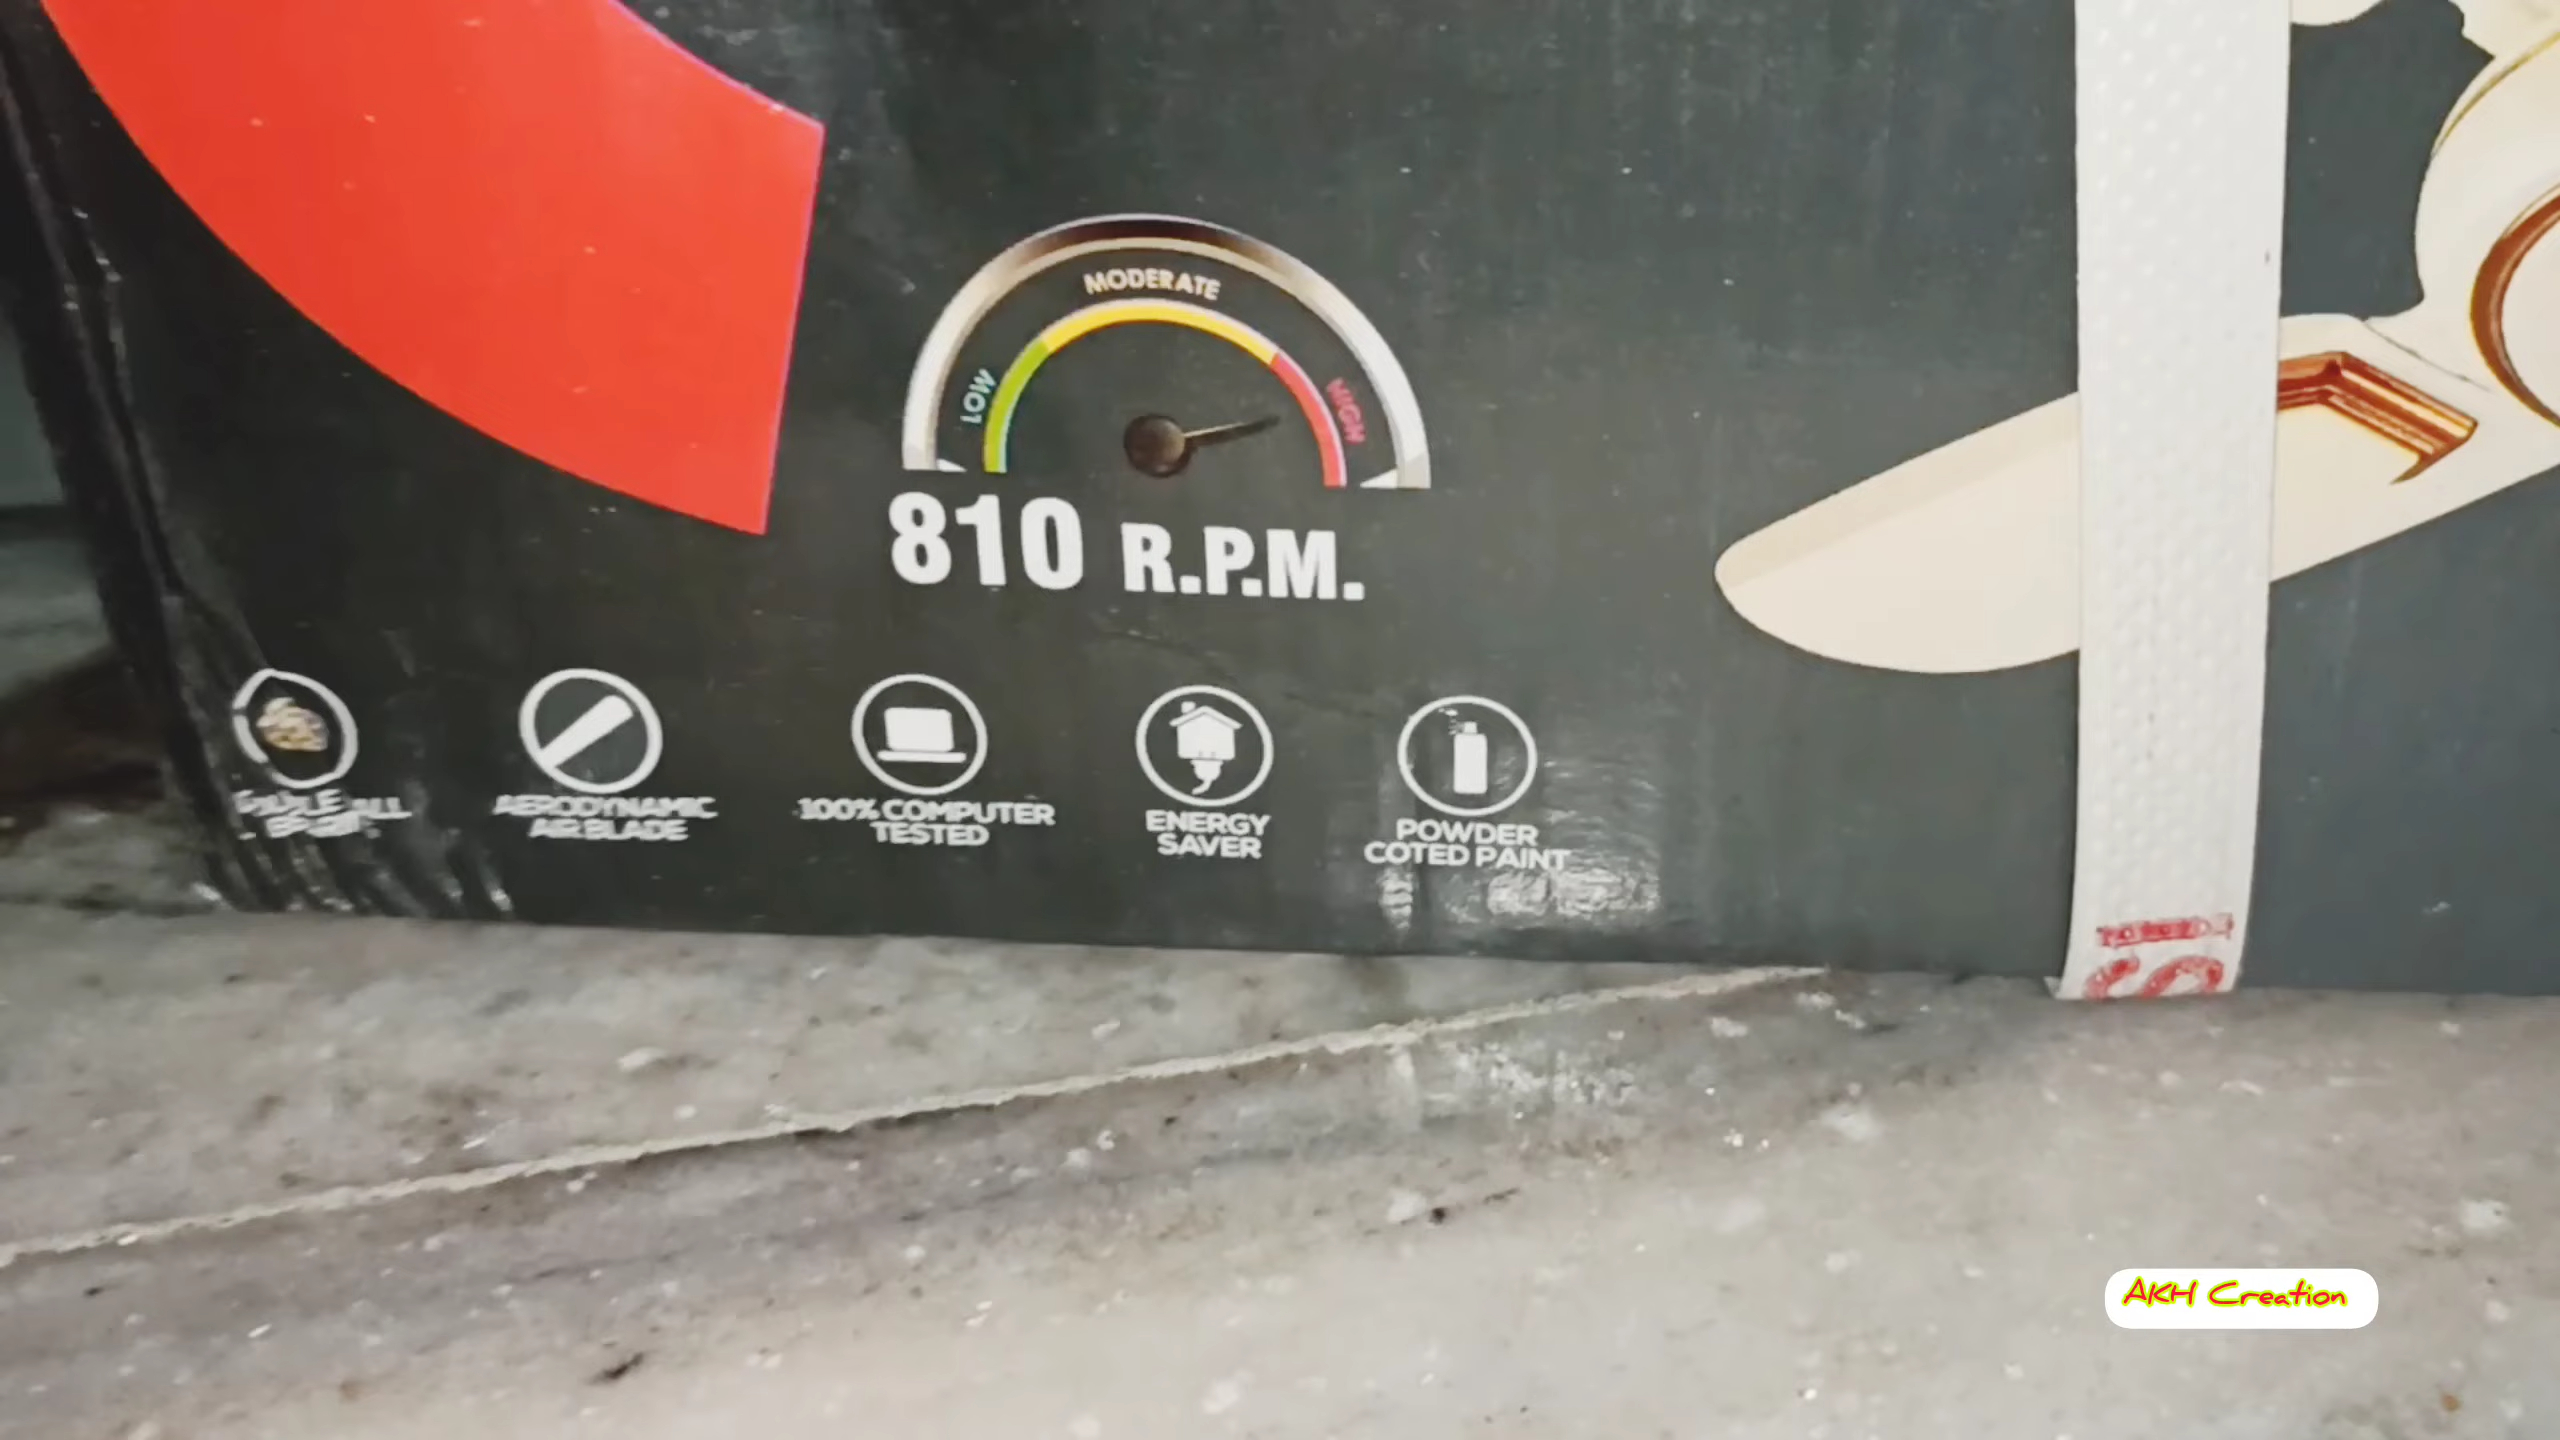 MODERATE
LOW
HIGH
810 R.P.M.
AERODYNAMIC
AIR BLADE
100% COMPUTER
TESTED
ENERGY
SAVER
POWDER
COTED PAINT
AKH Creation